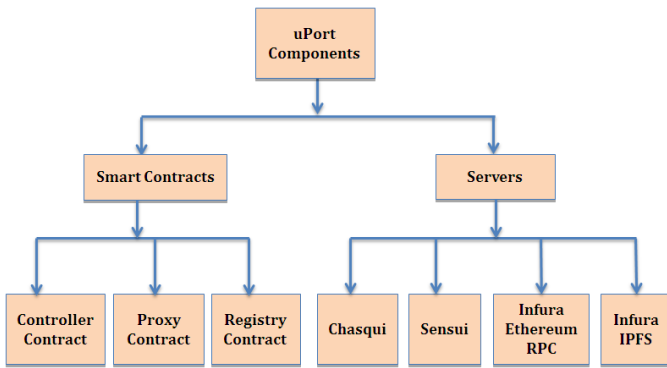 uPort
Components
Smart Contracts
Servers
Controller
Contract
Proxy
Contract
Registry
Contract
Chasqui
Sensui
Infura
Ethereum
RPC
Infura
IPFS